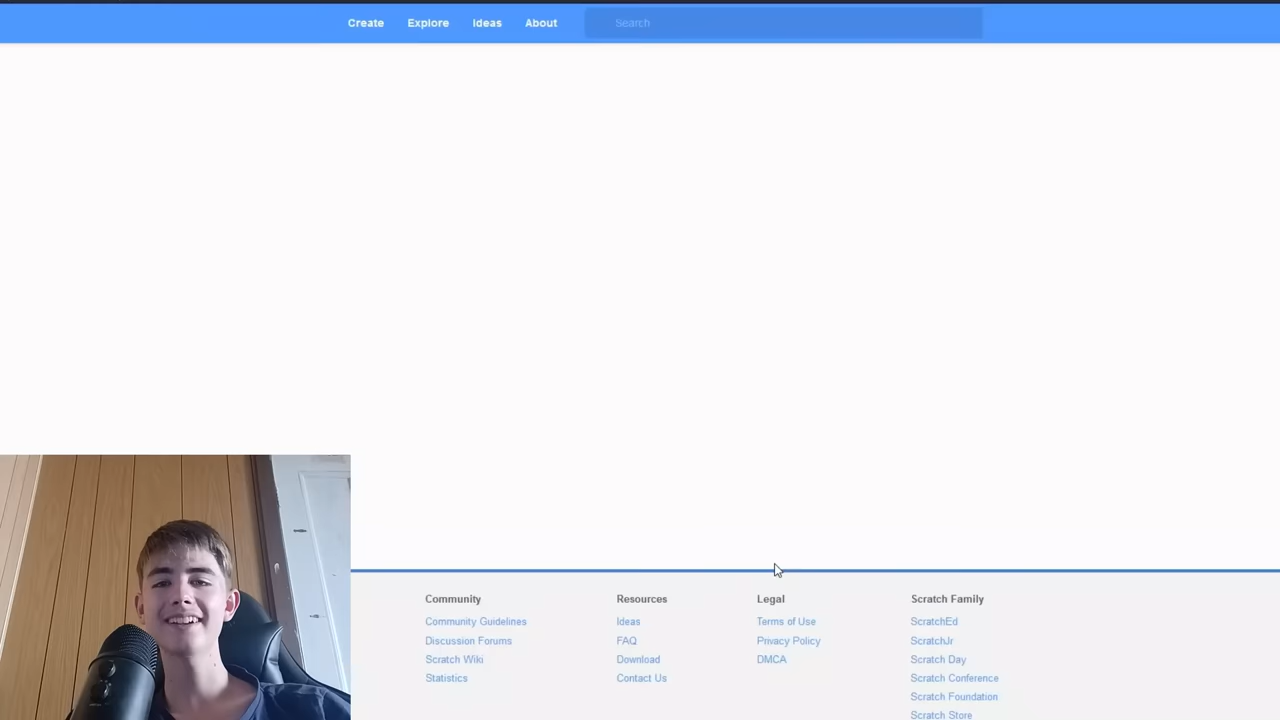 Create Explore Ideas About Search
Community Resources Legal Scratch Family
Community Guidelines Ideas Terms of Use ScratchEd
Discussion Forums FAQ Privacy Policy ScratchJr
Scratch Wiki Download DMCA Scratch Day
Statistics Contact Us Scratch Conference
Scratch Foundation
Scratch Store